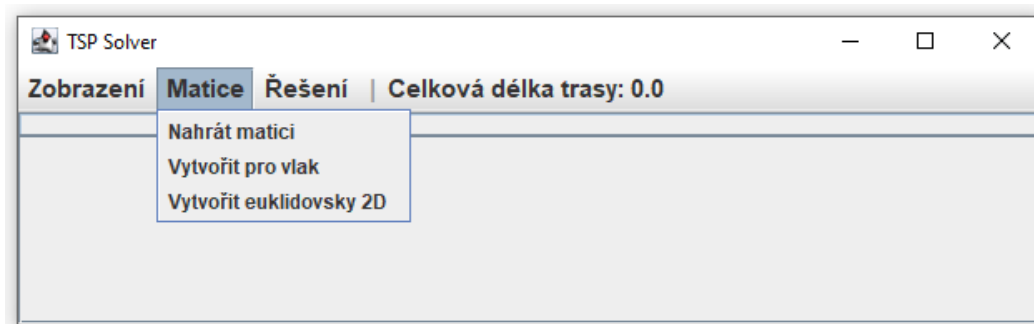 TSP Solver
Zobrazení Matice Řešení | Celková délka trasy: 0.0
Nahrát matici
Vytvořit pro vlak
Vytvořit euklidovsky 2D